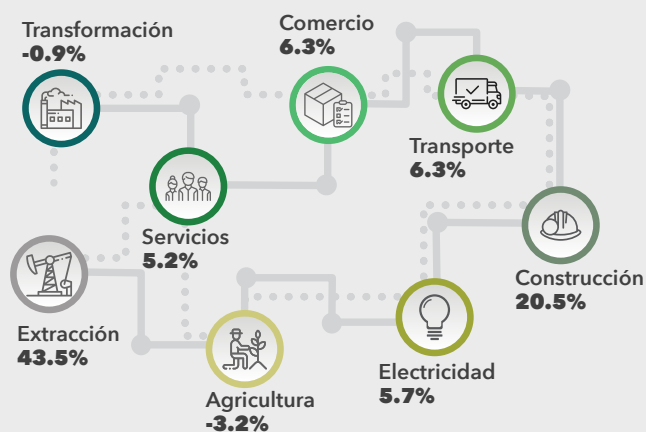 Transformación
-0.9%
Comercio
6.3%
Transporte
6.3%
Servicios
5.2%
Construcción
20.5%
Extracción
43.5%
Agricultura
-3.2%
Electricidad
5.7%